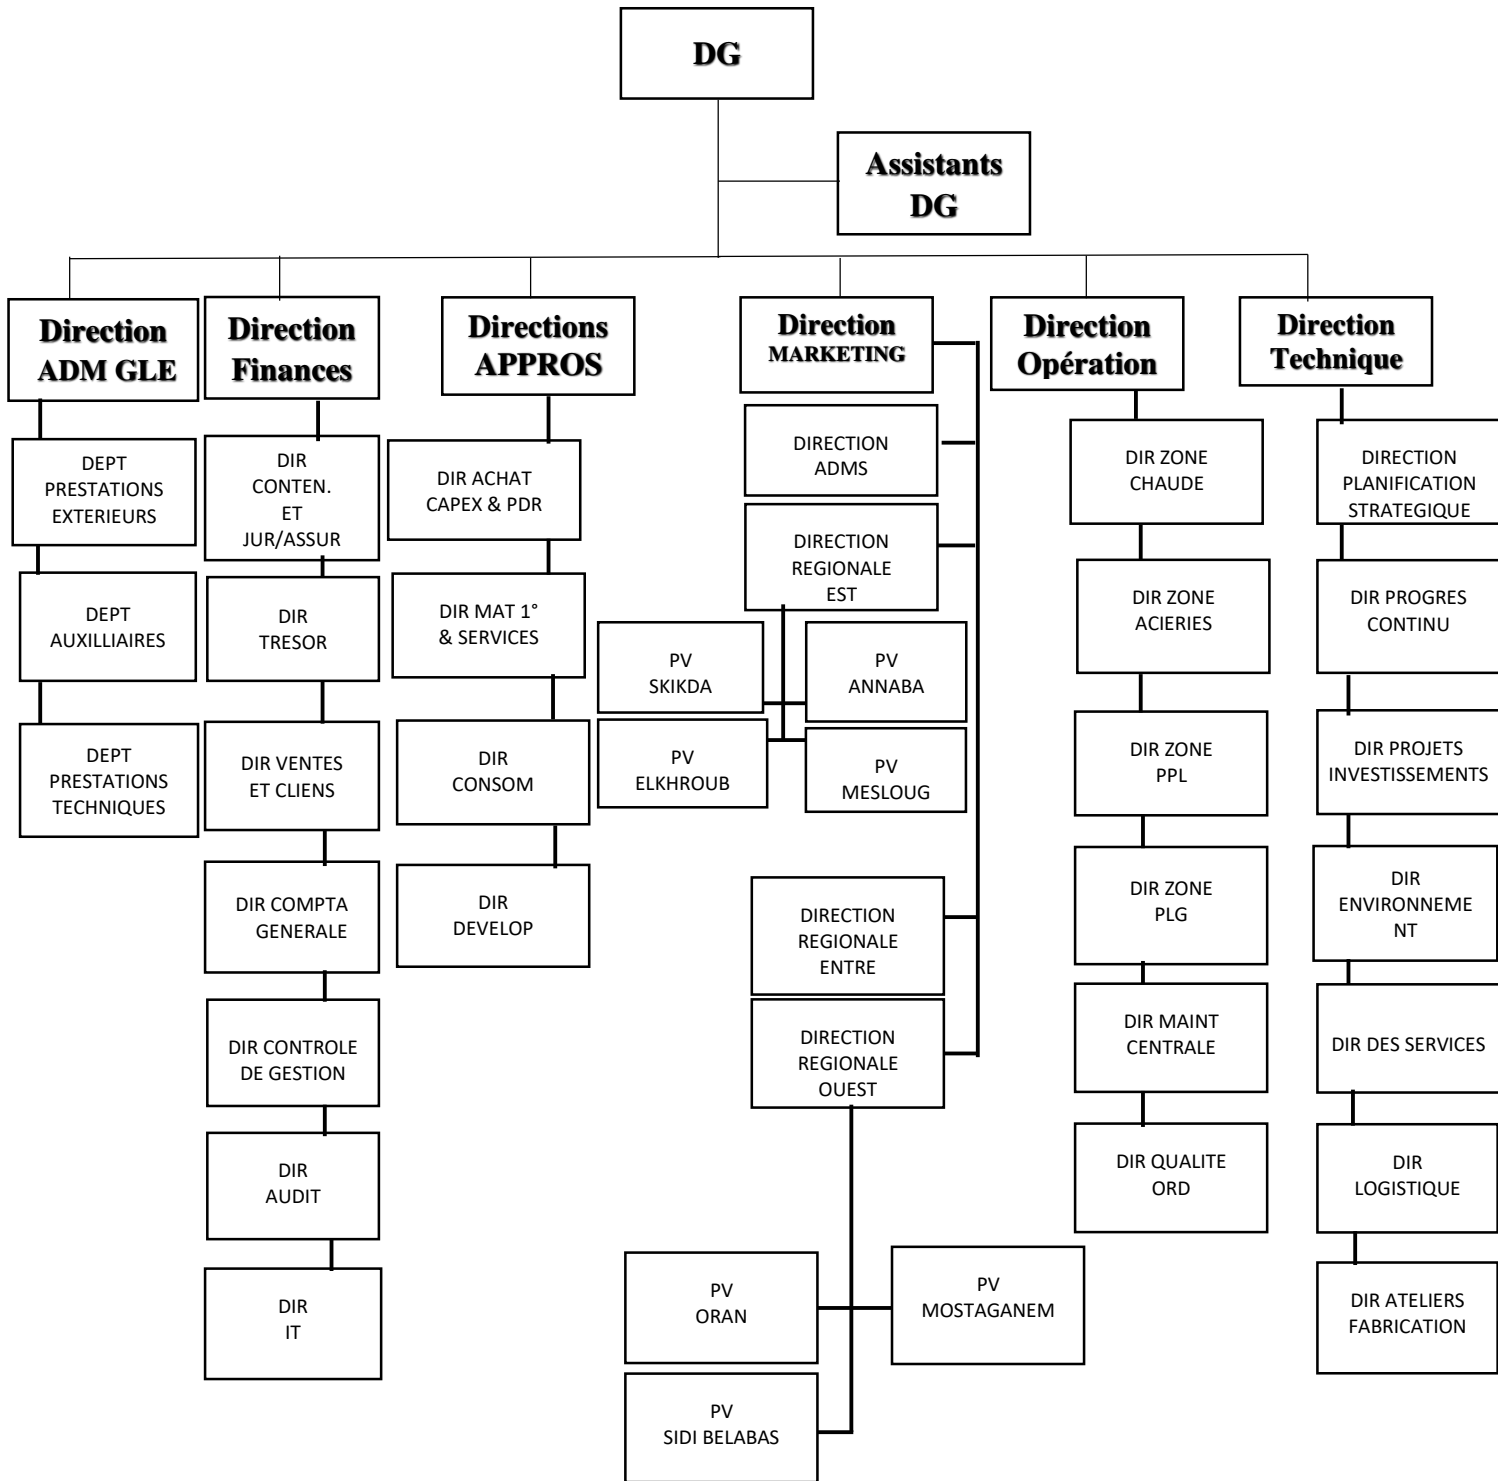 DG
Assistants
DG
Direction
ADM GLE
DEPT
PRESTATIONS
EXTERIEURS
DEPT
AUXILLIAIRES
DEPT
PRESTATIONS
TECHNIQUES
Direction
Finances
DIR
CONTEN.
ET
JUR/ASSUR
DIR
TRESOR
DIR VENTES
ET CLIENS
DIR COMPTA
GENERALE
DIR CONTROLE
DE GESTION
DIR
AUDIT
DIR
IT
Directions
APPROS
DIR ACHAT
CAPEX & PDR
DIR MAT 1°
& SERVICES
DIR
CONSOM
DIR
DEVELOP
Direction
MARKETING
DIRECTION
ADMS
DIRECTION
REGIONALE
EST
PV
SKIKDA
PV
ANNABA
PV
ELKHROUB
PV
MESLOUG
DIRECTION
REGIONALE
ENTRE
DIRECTION
REGIONALE
OUEST
PV
ORAN
PV
MOSTAGANEM
PV
SIDI BELABAS
Direction
Opération
DIR ZONE
CHAUDE
DIR ZONE
ACIERIES
DIR ZONE
PPL
DIR ZONE
PLG
DIR MAINT
CENTRALE
DIR QUALITE
ORD
Direction
Technique
DIRECTION
PLANIFICATION
STRATEGIQUE
DIR PROGRES
CONTINU
DIR PROJETS
INVESTISSEMENTS
DIR
ENVIRONNEME
NT
DIR DES SERVICES
DIR
LOGISTIQUE
DIR ATELIERS
FABRICATION